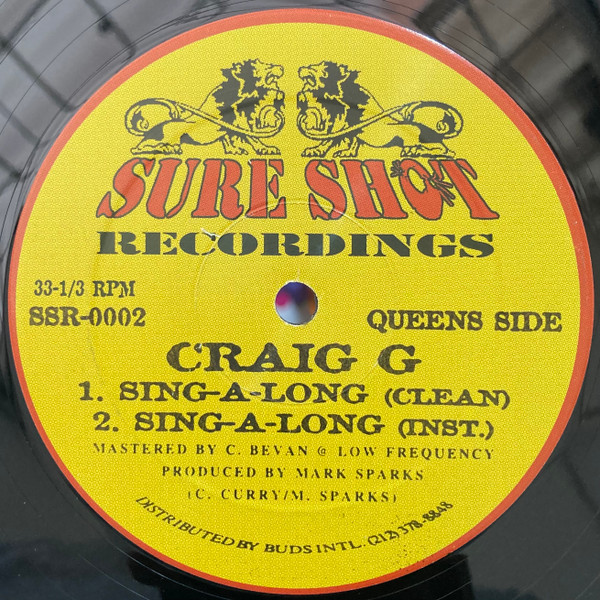 SURE SHOT
RECORDINGS
33-1/3 RPM
SSR-0002
QUEENS SIDE
CRAIG G
1. SING-A-LONG (CLEAN)
2. SING-A-LONG (INST.)
MASTERED BY C. BEVAN @ LOW FREQUENCY
PRODUCED BY MARK SPARKS
(C. CURRY/M. SPARKS)
DISTRIBUTED BY BUDS INTL. (212) 378-8848